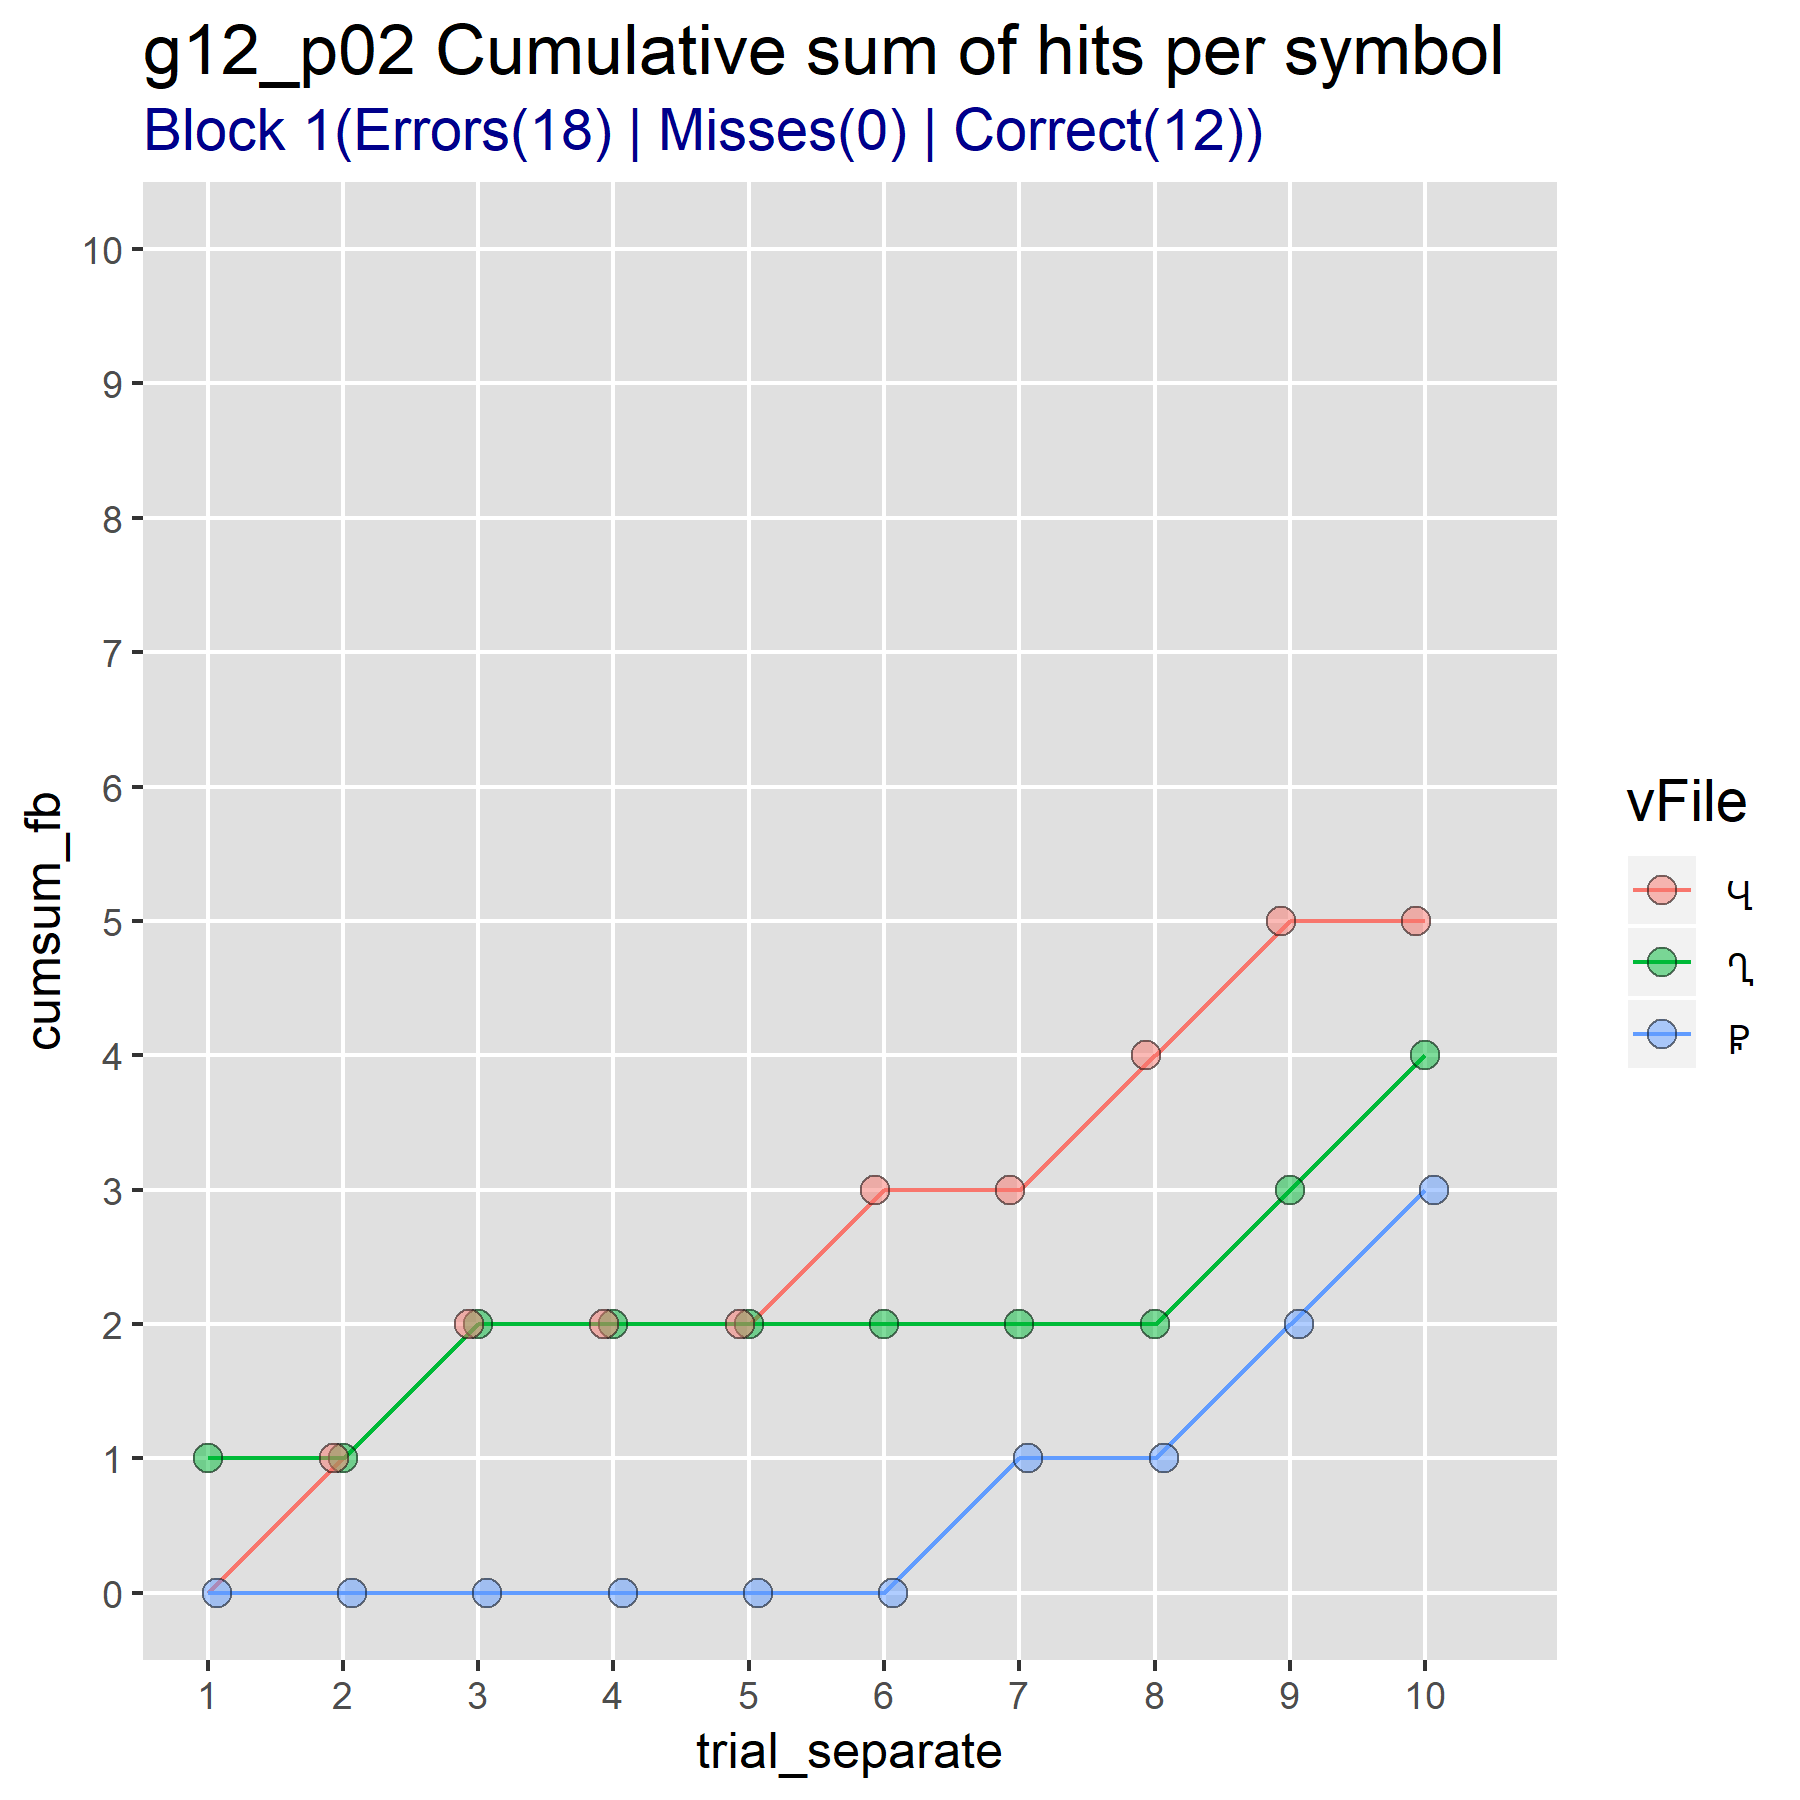 g12_p02 Cumulative sum of hits per symbol
Block 1(Errors(18) | Misses(0) | Correct(12))
10
9
8
7
6
5
4
3
2
1
0
cumsum_fb
1 2 3 4 5 6 7 8 9 10
trial_separate
vFile